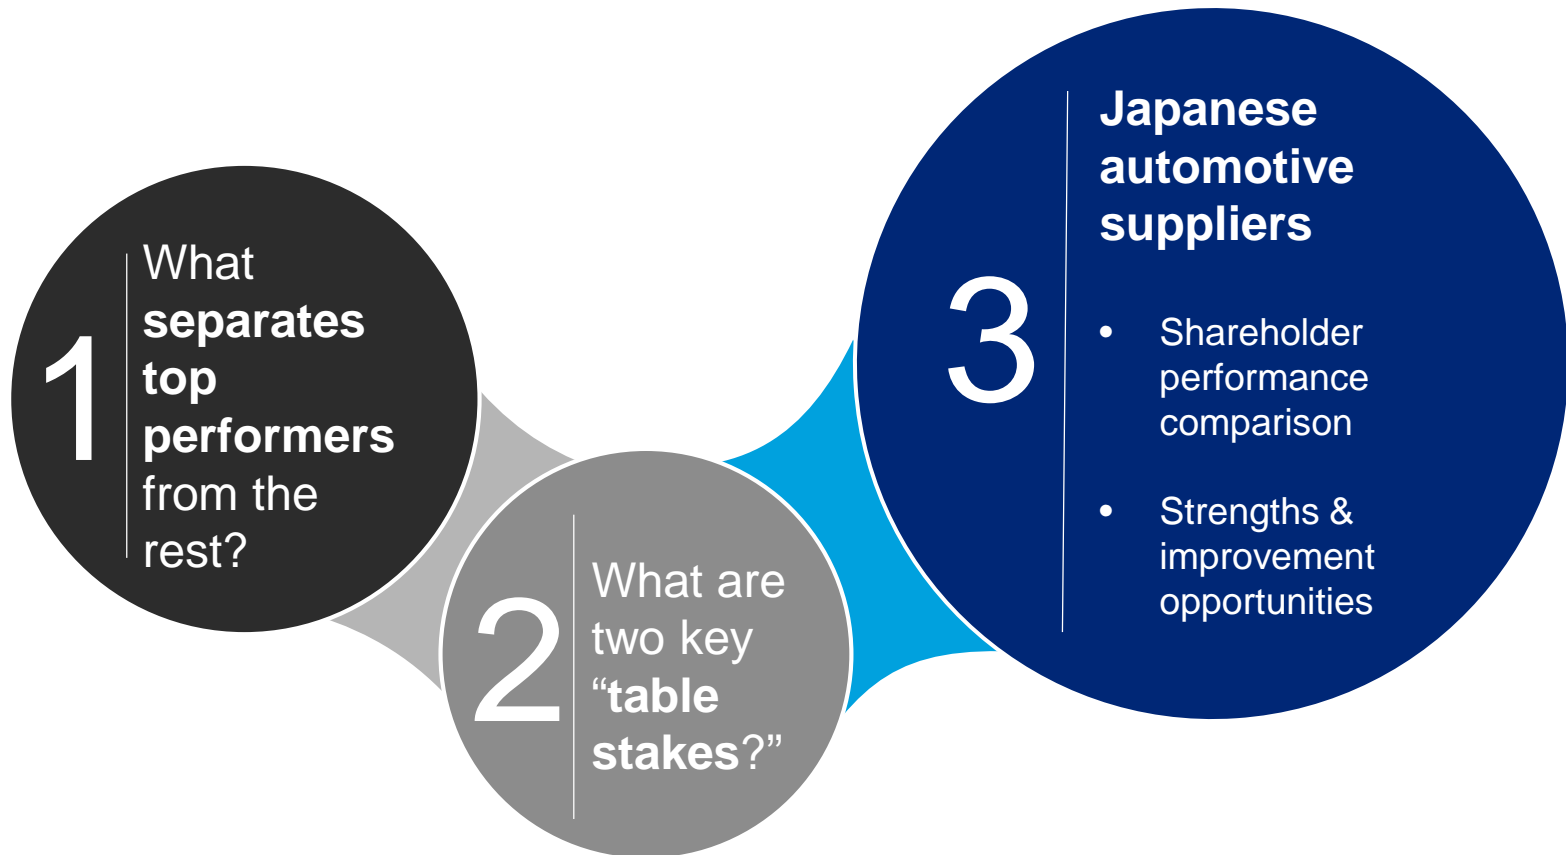 1
What
separates
top
performers
from the
rest?
2
What are
two key
“table
stakes?”
3
Japanese
automotive
suppliers
• Shareholder
performance
comparison
• Strengths &
improvement
opportunities